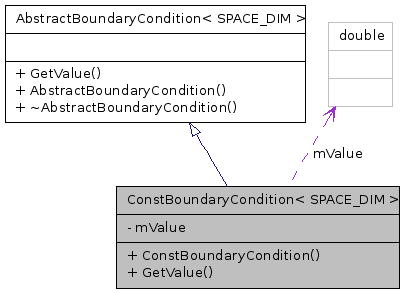 AbstractBoundaryCondition< SPACE_DIM >
+ GetValue()
+ AbstractBoundaryCondition()
+ ~AbstractBoundaryCondition()
double
mValue
ConstBoundaryCondition< SPACE_DIM >
- mValue
+ ConstBoundaryCondition()
+ GetValue()